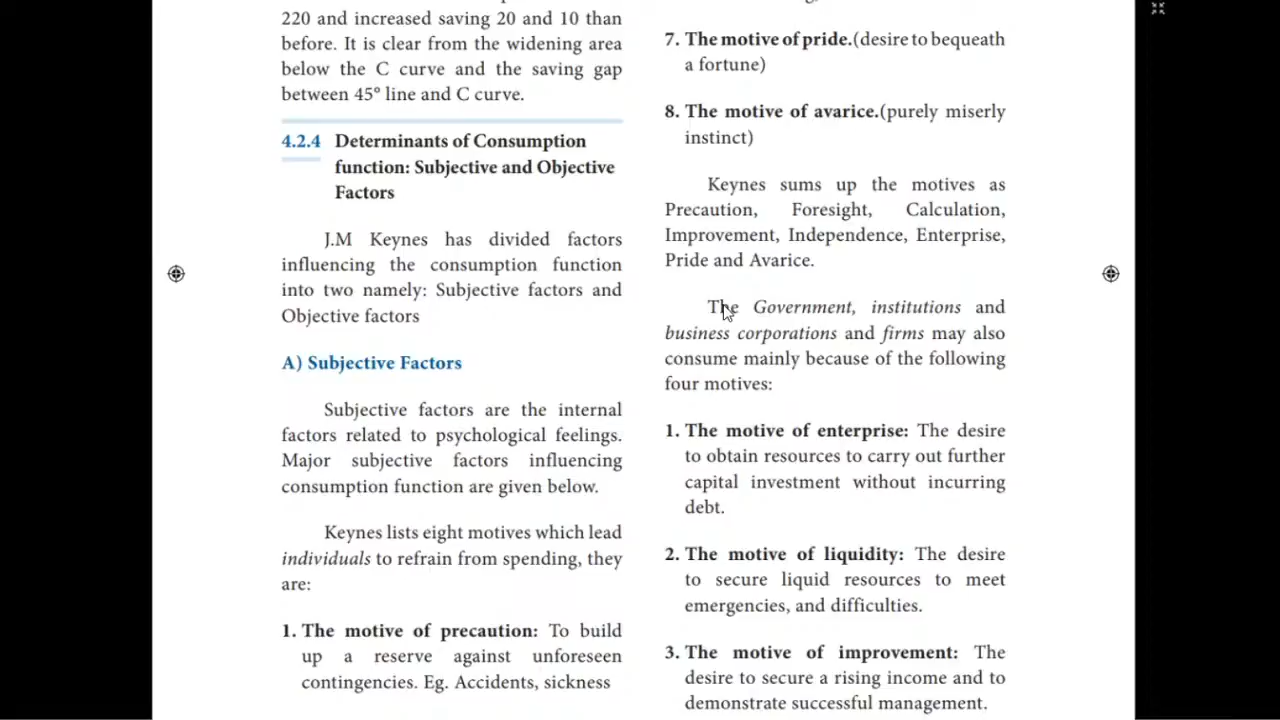 220 and increased saving 20 and 10 than
before. It is clear from the widening area
below the C curve and the saving gap
between 45° line and C curve.
4.2.4 Determinants of Consumption
function: Subjective and Objective
Factors
J.M Keynes has divided factors
influencing the consumption function
into two namely: Subjective factors and
Objective factors
A) Subjective Factors
Subjective factors are the internal
factors related to psychological feelings.
Major subjective factors influencing
consumption function are given below.
Keynes lists eight motives which lead
individuals to refrain from spending, they
are:
1. The motive of precaution: To build
up a reserve against unforeseen
contingencies. Eg. Accidents, sickness
7. The motive of pride.(desire to bequeath
a fortune)
8. The motive of avarice.(purely miserly
instinct)
Keynes sums up the motives as
Precaution, Foresight, Calculation,
Improvement, Independence, Enterprise,
Pride and Avarice.
The Government, institutions and
business corporations and firms may also
consume mainly because of the following
four motives:
1. The motive of enterprise: The desire
to obtain resources to carry out further
capital investment without incurring
debt.
2. The motive of liquidity: The desire
to secure liquid resources to meet
emergencies, and difficulties.
3. The motive of improvement: The
desire to secure a rising income and to
demonstrate successful management.